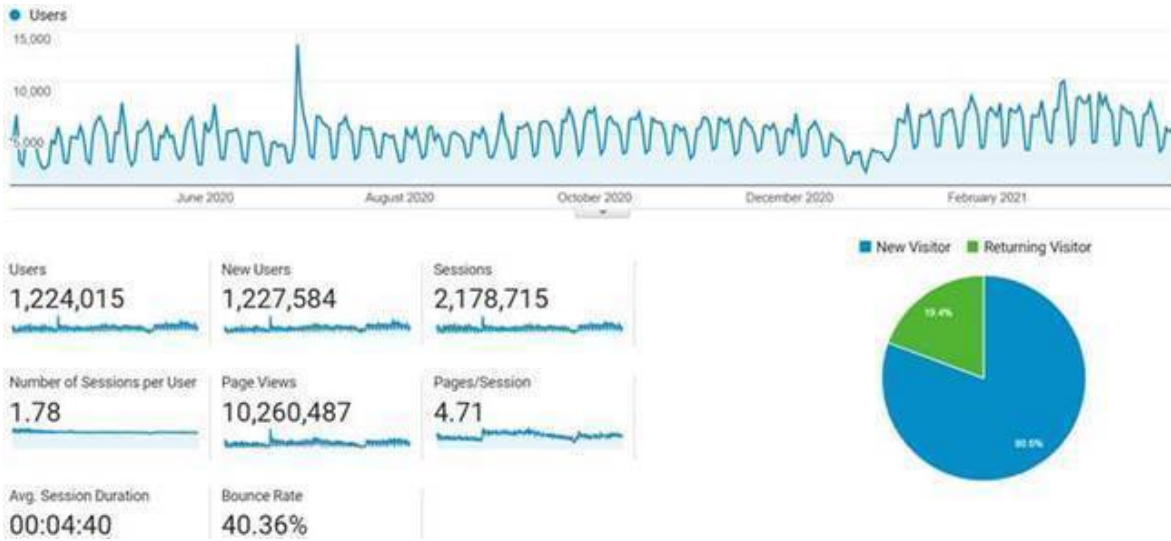 Users
15,000
10,000
5,000
June 2020 August 2020 October 2020 December 2020 February 2021
New Visitor Returning Visitor
Users New Users Sessions
1,224,015 1,227,584 2,178,715
19.4%
Number of Sessions per User Page Views Pages/Session
1.78 10,260,487 4.71
80.6%
Avg. Session Duration Bounce Rate
00:04:40 40.36%